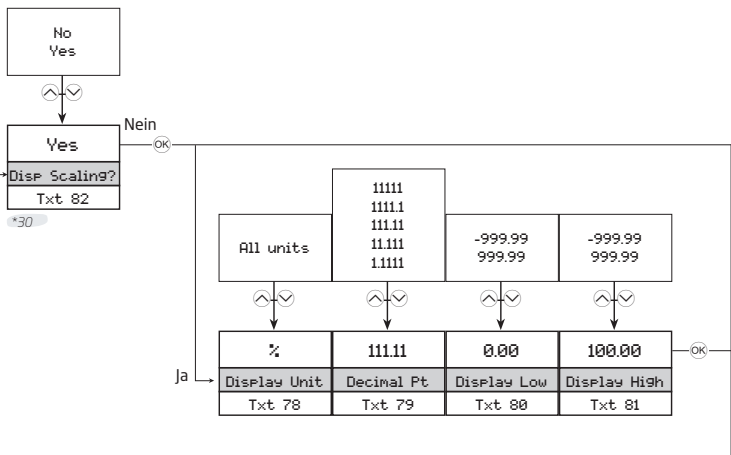 No
Yes
Nein
Yes
OK
Disp Scaling?
Txt 82
*30
All units
11111
1111.1
111.11
11.111
1.1111
-999.99
999.99
-999.99
999.99
%
111.11
0.00
100.00
OK
Ja
Display Unit
Decimal Pt
Display Low
Display High
Txt 78
Txt 79
Txt 80
Txt 81